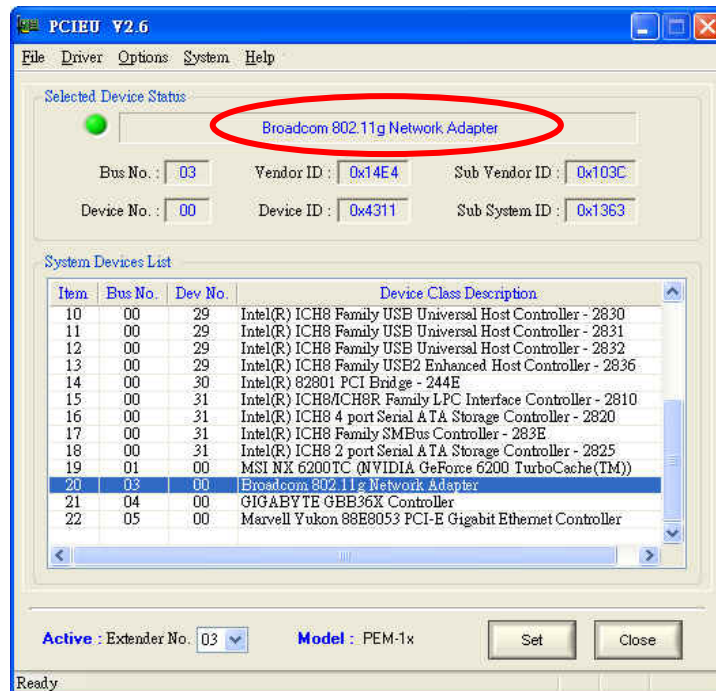 PCIEU V2.6
File Driver Options System Help
Selected Device Status
Broadcom 802.11g Network Adapter
Bus No. : 03 Vendor ID : 0x14E4 Sub Vendor ID : 0x103C
Device No. : 00 Device ID : 0x4311 Sub System ID : 0x1363
System Devices List
Item Bus No. Dev No. Device Class Description
10 00 29 Intel(R) ICH8 Family USB Universal Host Controller - 2830
11 00 29 Intel(R) ICH8 Family USB Universal Host Controller - 2831
12 00 29 Intel(R) ICH8 Family USB Universal Host Controller - 2832
13 00 29 Intel(R) ICH8 Family USB2 Enhanced Host Controller - 2836
14 00 30 Intel(R) 82801 PCI Bridge - 244E
15 00 31 Intel(R) ICH8/ICH8R Family LPC Interface Controller - 2810
16 00 31 Intel(R) ICH8 4 port Serial ATA Storage Controller - 2820
17 00 31 Intel(R) ICH8 Family SMBus Controller - 283E
18 00 31 Intel(R) ICH8 2 port Serial ATA Storage Controller - 2825
19 01 00 MSI NX 6200TC (NVIDIA GeForce 6200 TurboCache(TM))
20 03 00 Broadcom 802.11g Network Adapter
21 04 00 GIGABYTE GBB36X Controller
22 05 00 Marvell Yukon 88E8053 PCI-E Gigabit Ethernet Controller
Active : Extender No. 03 Model : PEM-1x Set Close
Ready